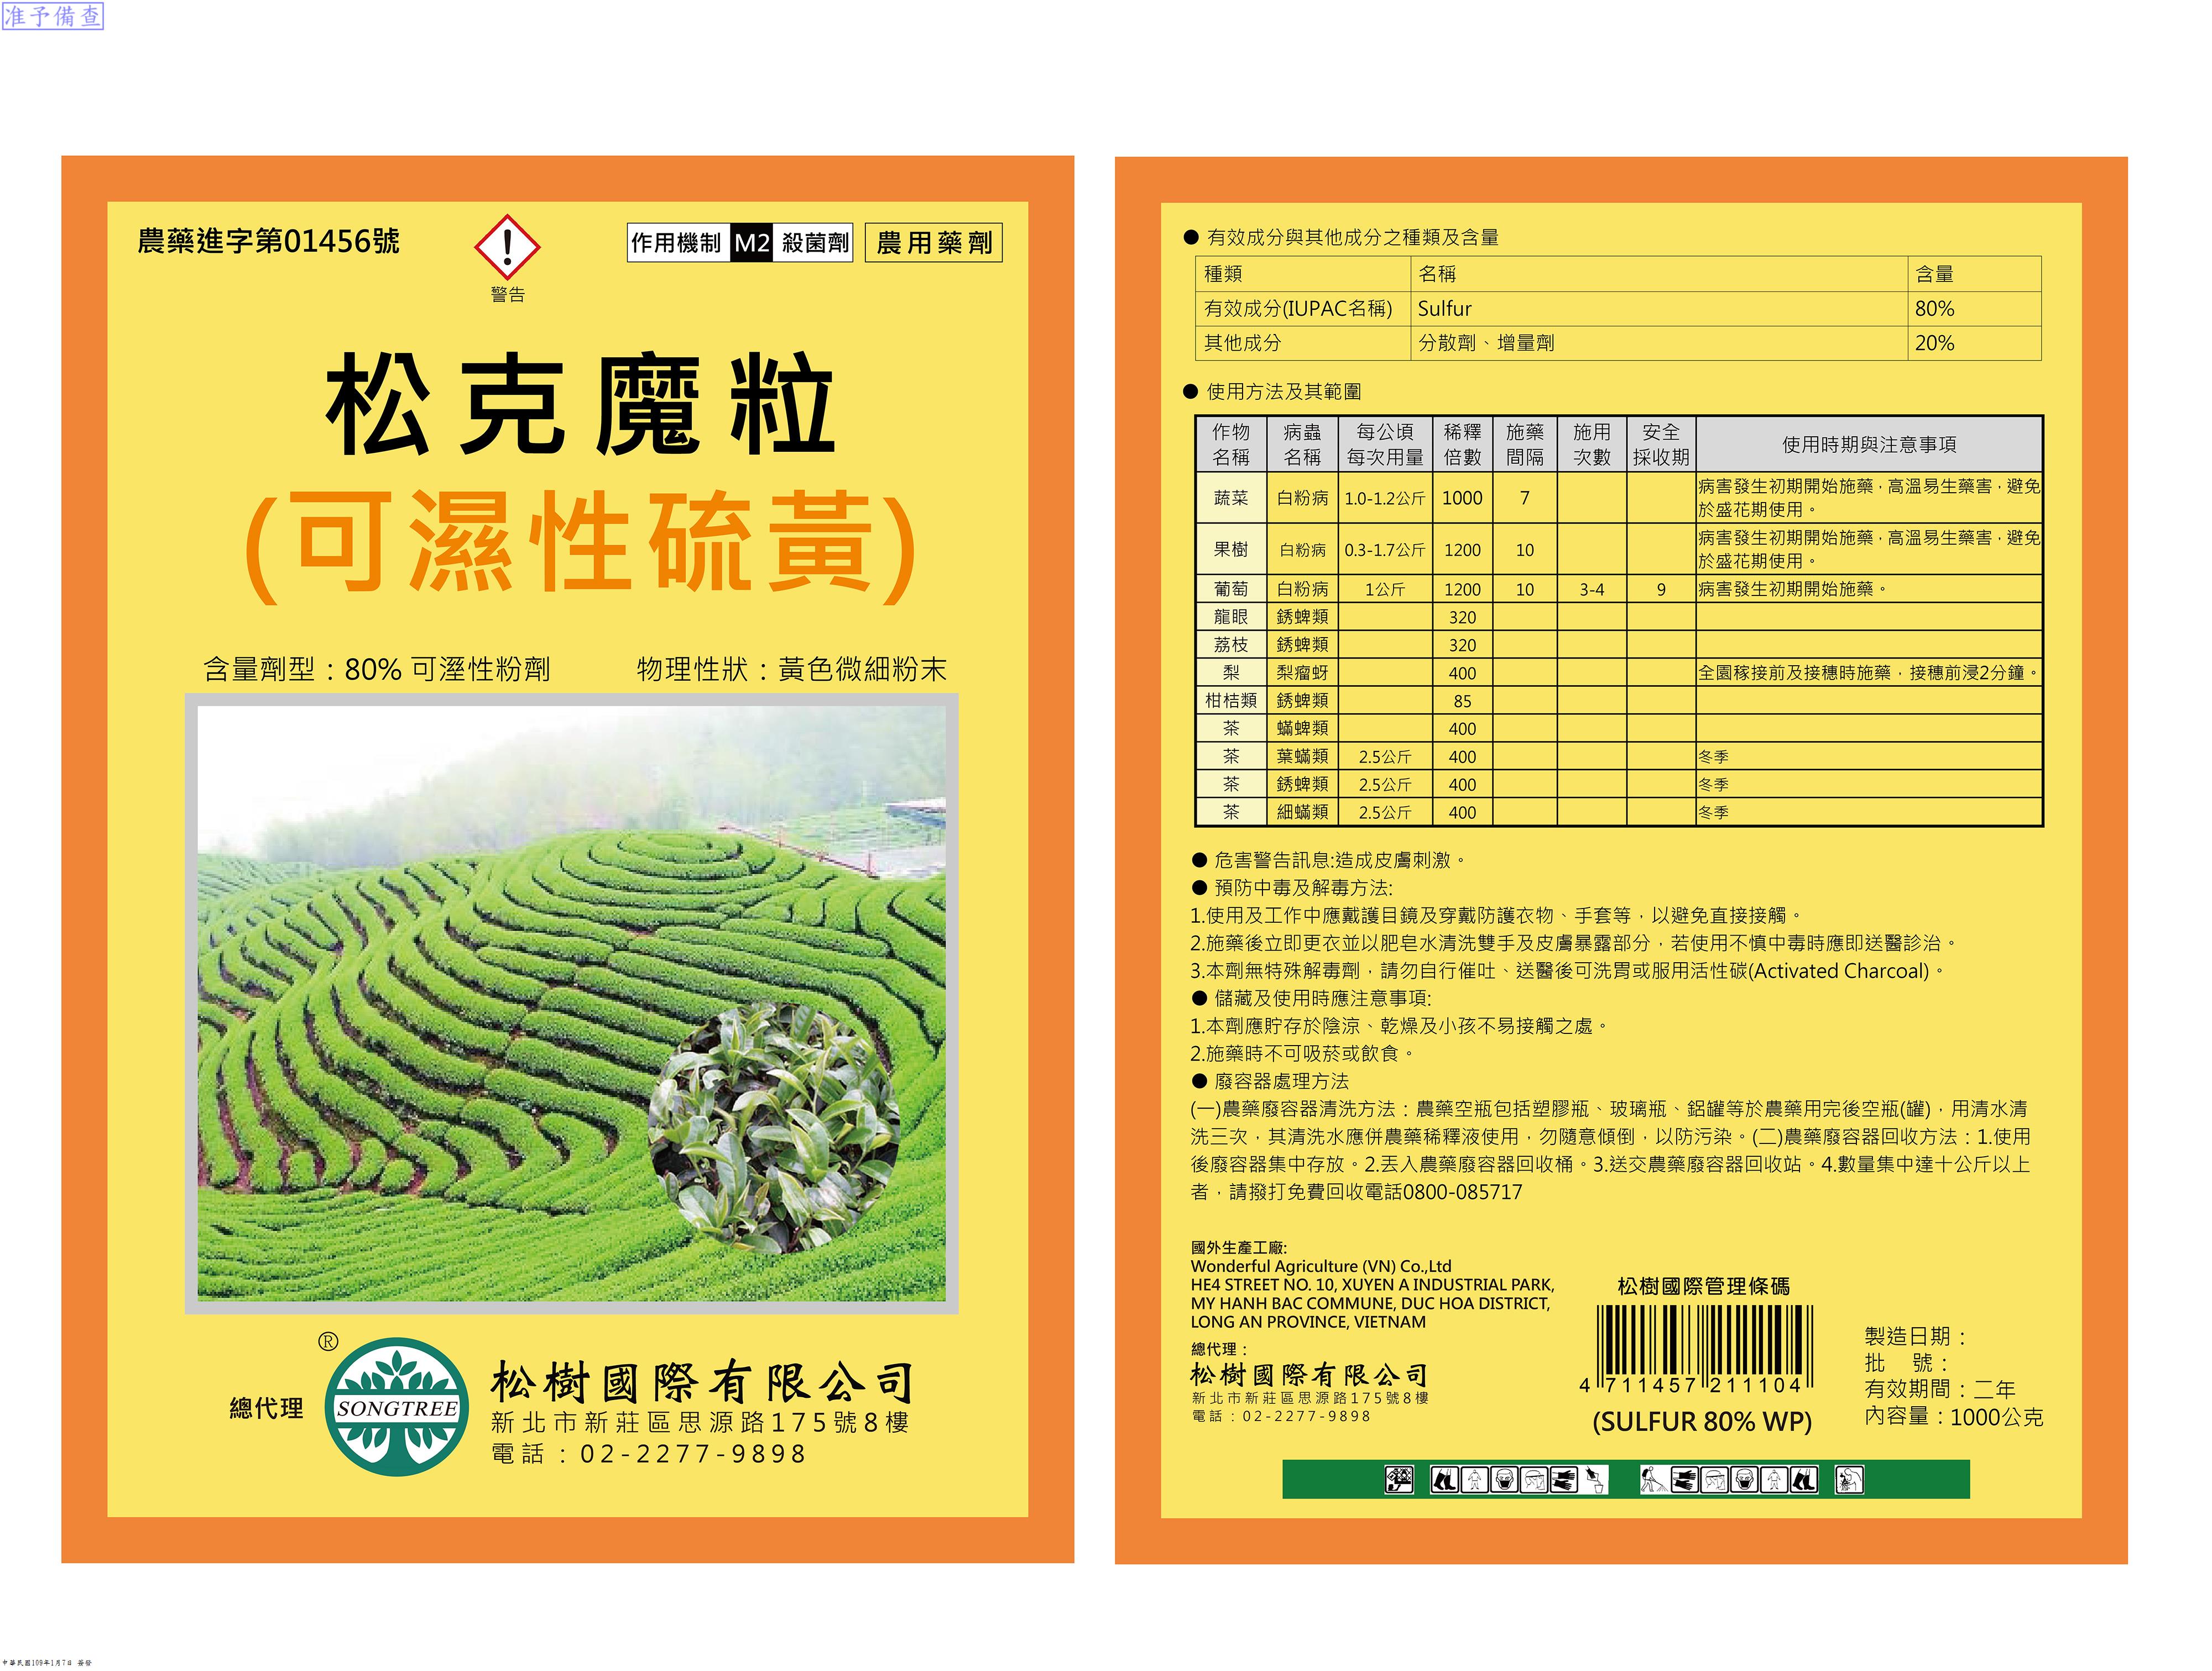 准予備查
農藥進字第01456號
警告
作用機制 M2 殺菌劑 農用藥劑
松克魔粒
(可濕性硫黃)
含量劑型：80% 可溼性粉劑 物理性狀：黃色微細粉末
®
總代理
SONGTREE
松樹國際有限公司
新北市新莊區思源路175號8樓
電話：02-2277-9898
● 有效成分與其他成分之種類及含量
種類 名稱 含量
有效成分(IUPAC名稱) Sulfur 80%
其他成分 分散劑、增量劑 20%
● 使用方法及其範圍
作物名稱 病蟲名稱 每公頃每次用量 稀釋倍數 施藥間隔 施用次數 安全採收期 使用時期與注意事項
蔬菜 白粉病 1.0-1.2公斤 1000 7 病害發生初期開始施藥，高溫易生藥害，避免
於盛花期使用。
果樹 白粉病 0.3-1.7公斤 1200 10 病害發生初期開始施藥，高溫易生藥害，避免
於盛花期使用。
葡萄 白粉病 1公斤 1200 10 3-4 9 病害發生初期開始施藥。
龍眼 銹蜱類 320
荔枝 銹蜱類 320
梨 梨瘤蚜 400 全園稼接前及接穗時施藥，接穗前浸2分鐘。
柑桔類 銹蜱類 85
茶 蟎蜱類 400
茶 葉蟎類 2.5公斤 400 冬季
茶 銹蜱類 2.5公斤 400 冬季
茶 細蟎類 2.5公斤 400 冬季
● 危害警告訊息:造成皮膚刺激。
● 預防中毒及解毒方法:
1.使用及工作中應戴護目鏡及穿戴防護衣物、手套等，以避免直接接觸。
2.施藥後立即更衣並以肥皂水清洗雙手及皮膚暴露部分，若使用不慎中毒時應即送醫診治。
3.本劑無特殊解毒劑，請勿自行催吐、送醫後可洗胃或服用活性碳(Activated Charcoal)。
● 儲藏及使用時應注意事項:
1.本劑應貯存於陰涼、乾燥及小孩不易接觸之處。
2.施藥時不可吸菸或飲食。
● 廢容器處理方法
(一)農藥廢容器清洗方法：農藥空瓶包括塑膠瓶、玻璃瓶、鋁罐等於農藥用完後空瓶(罐)，用清水清
洗三次，其清洗水應併農藥稀釋液使用，勿隨意傾倒，以防污染。(二)農藥廢容器回收方法：1.使用
後廢容器集中存放。2.丟入農藥廢容器回收桶。3.送交農藥廢容器回收站。4.數量集中達十公斤以上
者，請撥打免費回收電話0800-085717
國外生產工廠:
Wonderful Agriculture (VN) Co.,Ltd
HE4 STREET NO. 10, XUYEN A INDUSTRIAL PARK,
MY HANH BAC COMMUNE, DUC HOA DISTRICT,
LONG AN PROVINCE, VIETNAM
總代理：
松樹國際有限公司
新北市新莊區思源路175號8樓
電話：02-2277-9898
松樹國際管理條碼
4 711457 211104
(SULFUR 80% WP)
製造日期：
批 號：
有效期間：二年
內容量：1000公克
中華民國109年1月7日 簽發